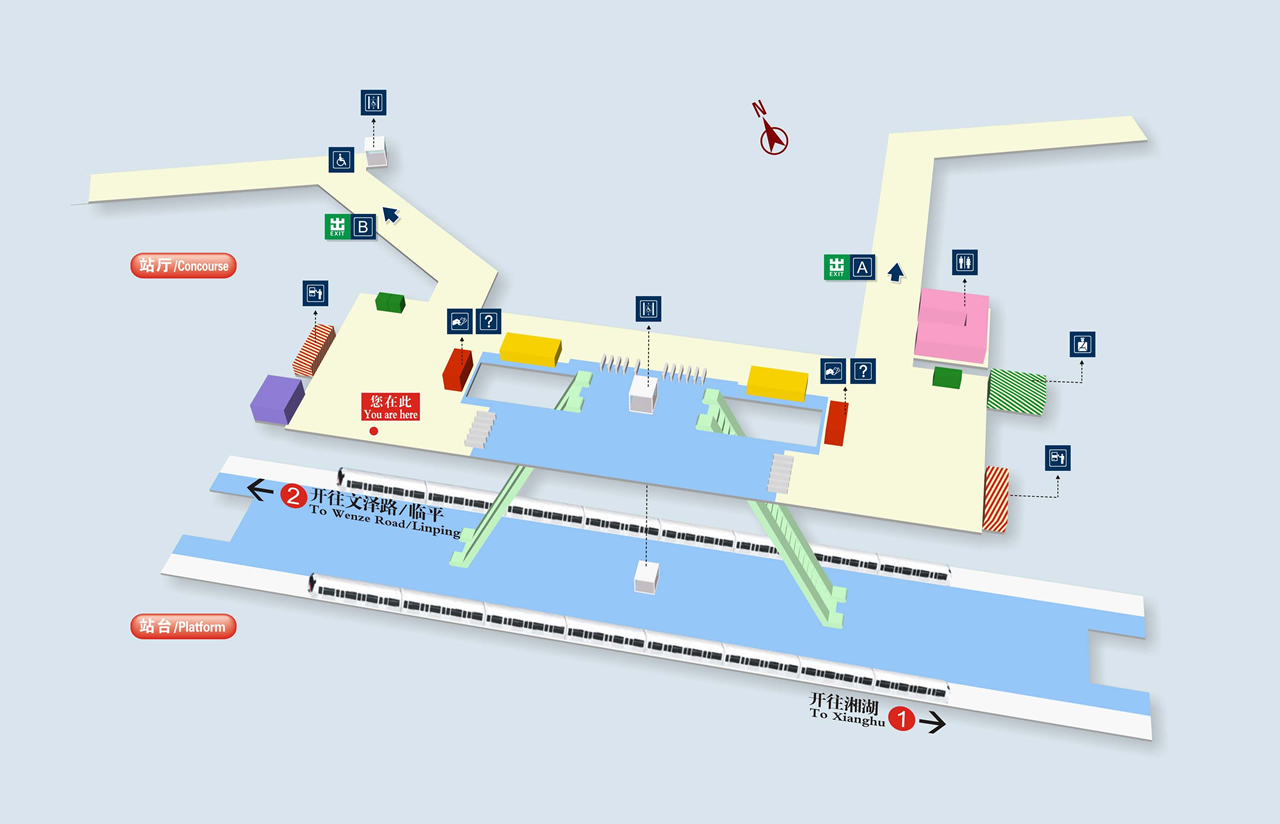 N
出
EXIT
B
站厅/Concourse
出
EXIT
A
?
?
您在此
You are here
2
开往文泽路/临平
To Wenze Road/Linping
站台/Platform
开往湘湖
To Xianghu
1